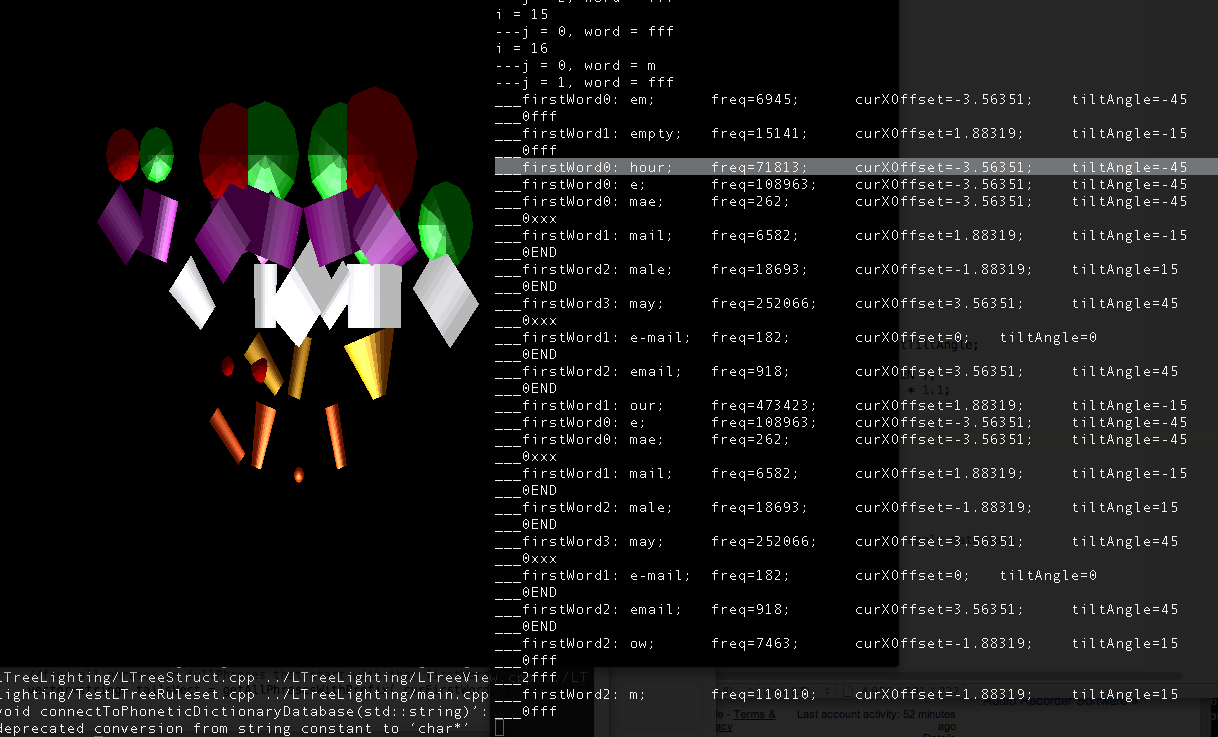 i = 15
---j = 0, word = fff
i = 16
---j = 0, word = m
---j = 1, word = fff
___firstWord0: em; freq=6945; curXOffset=-3.56351; tiltAngle=-45
___0fff
___firstWord1: empty; freq=15141; curXOffset=1.88319; tiltAngle=-15
___0fff
___firstWord0: hour; freq=71813; curXOffset=-3.56351; tiltAngle=-45
___firstWord0: e; freq=108963; curXOffset=-3.56351; tiltAngle=-45
___firstWord0: mae; freq=262; curXOffset=-3.56351; tiltAngle=-45
___0xxx
___firstWord1: mail; freq=6582; curXOffset=1.88319; tiltAngle=-15
___0END
___firstWord2: male; freq=18693; curXOffset=-1.88319; tiltAngle=15
___0END
___firstWord3: may; freq=252066; curXOffset=3.56351; tiltAngle=45
___0xxx
___firstWord1: e-mail; freq=182; curXOffset=0; tiltAngle=0
___0END
___firstWord2: email; freq=918; curXOffset=3.56351; tiltAngle=45
___0END
___firstWord1: our; freq=473423; curXOffset=1.88319; tiltAngle=-15
___firstWord0: e; freq=108963; curXOffset=-3.56351; tiltAngle=-45
___firstWord0: mae; freq=262; curXOffset=-3.56351; tiltAngle=-45
___0xxx
___firstWord1: mail; freq=6582; curXOffset=1.88319; tiltAngle=-15
___0END
___firstWord2: male; freq=18693; curXOffset=-1.88319; tiltAngle=15
___0END
___firstWord3: may; freq=252066; curXOffset=3.56351; tiltAngle=45
___0xxx
___firstWord1: e-mail; freq=182; curXOffset=0; tiltAngle=0
___0END
___firstWord2: email; freq=918; curXOffset=3.56351; tiltAngle=45
___0END
___firstWord2: ow; freq=7463; curXOffset=-1.88319; tiltAngle=15
___0fff
___2fff
___firstWord2: m; freq=110110; curXOffset=-1.88319; tiltAngle=15
___0fff
* 1.1;
LTreeLighting/LTreeStruct.cpp ../LTreeLighting/LTreeView
Lighting/TestLTreeRuleset.cpp ../LTreeLighting/main.cpp
void connectToPhoneticDictionaryDatabase(std::string)':
deprecated conversion from string constant to 'char*'
Audio Recorder Software
le - Terms & Last account activity: 52 minutes
acy ago